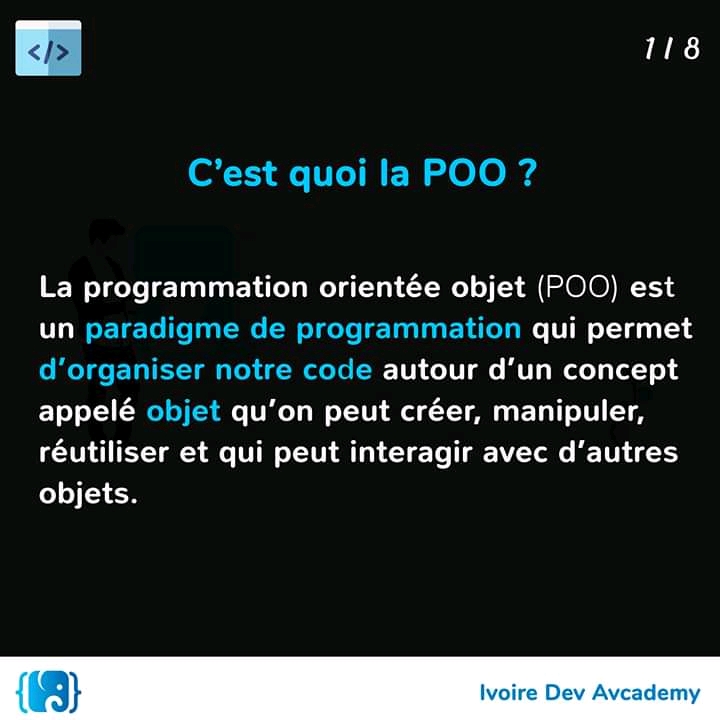 </>
1 / 8
C'est quoi la POO ?
La programmation orientée objet (POO) est
un paradigme de programmation qui permet
d'organiser notre code autour d'un concept
appelé objet qu'on peut créer, manipuler,
réutiliser et qui peut interagir avec d'autres
objets.
Ivoire Dev Avcademy